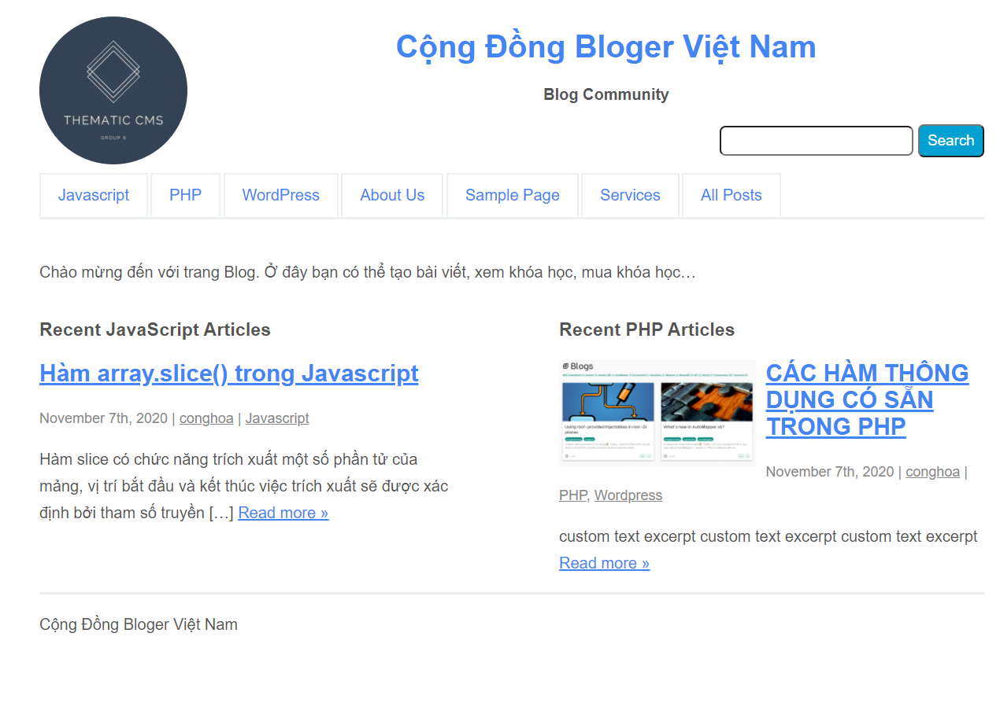 THEMATIC CMS
GROUP 6
Cộng Đồng Bloger Việt Nam
Blog Community
Search
Javascript
PHP
WordPress
About Us
Sample Page
Services
All Posts
Chào mừng đến với trang Blog. Ở đây bạn có thể tạo bài viết, xem khóa học, mua khóa học…
Recent JavaScript Articles
Hàm array.slice() trong Javascript
November 7th, 2020 | conghoa | Javascript
Hàm slice có chức năng trích xuất một số phần tử của
mảng, vị trí bắt đầu và kết thúc việc trích xuất sẽ được xác
định bởi tham số truyền […] Read more »
Recent PHP Articles
Blogs
Using root-provided injectables in non-DI
places
What's new in AutoMapper v6?
CÁC HÀM THÔNG
DỤNG CÓ SẴN
TRONG PHP
November 7th, 2020 | conghoa |
PHP, Wordpress
custom text excerpt custom text excerpt custom text excerpt
Read more »
Cộng Đồng Bloger Việt Nam